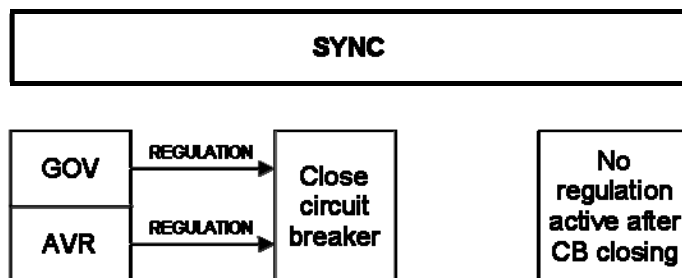 SYNC
GOV
REGULATION
Close
circuit
breaker
AVR
REGULATION
No
regulation
active after
CB closing